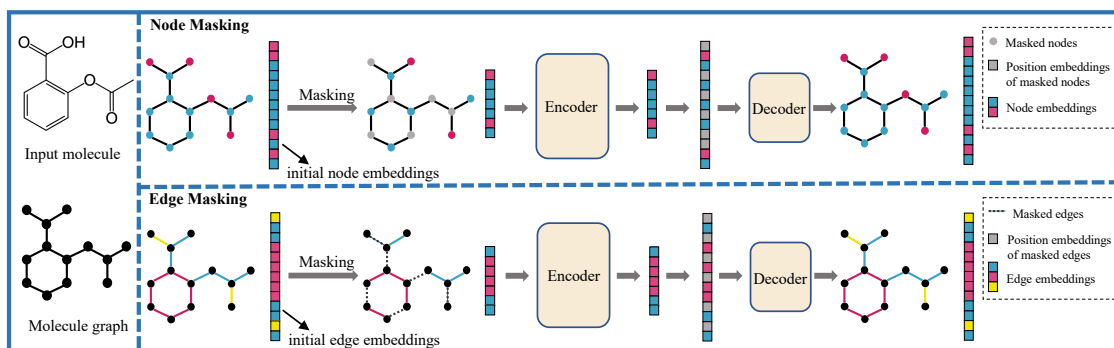 O
OH
O
O
Input molecule
Molecule graph
Node Masking
Masking
initial node embeddings
Encoder
Decoder
Masked nodes
Position embeddings
of masked nodes
Node embeddings
Edge Masking
Masking
initial edge embeddings
Encoder
Decoder
Masked edges
Position embeddings
of masked edges
Edge embeddings